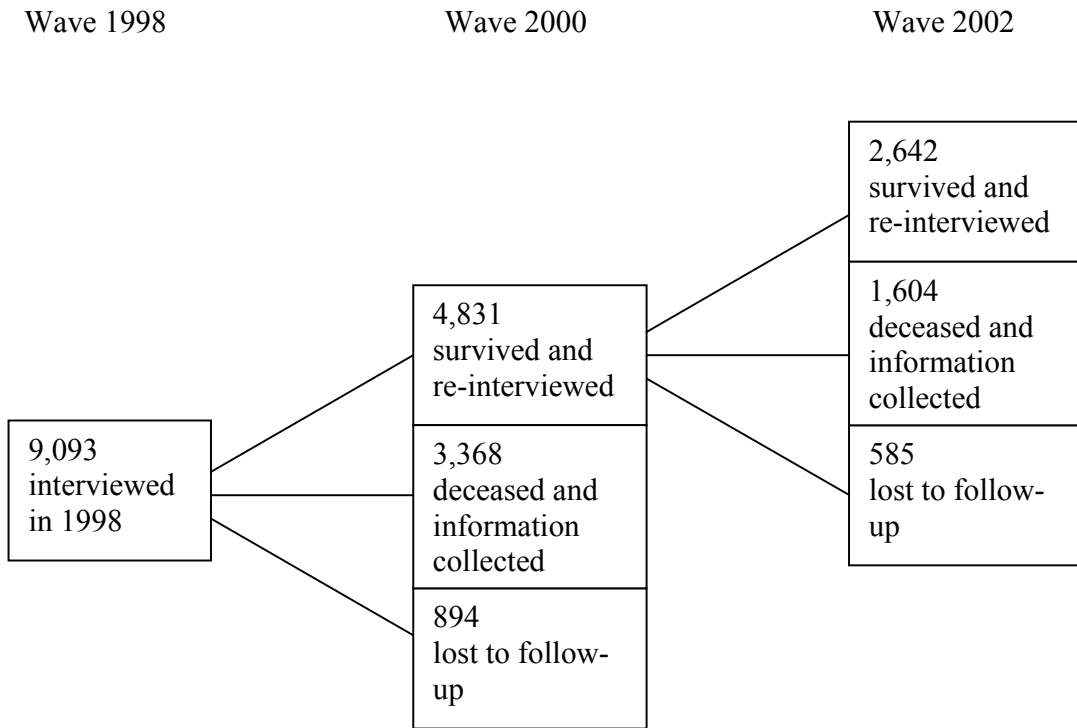 Wave 1998
Wave 2000
Wave 2002
9,093
interviewed
in 1998
4,831
survived and
re-interviewed
3,368
deceased and
information
collected
894
lost to follow-
up
2,642
survived and
re-interviewed
1,604
deceased and
information
collected
585
lost to follow-
up